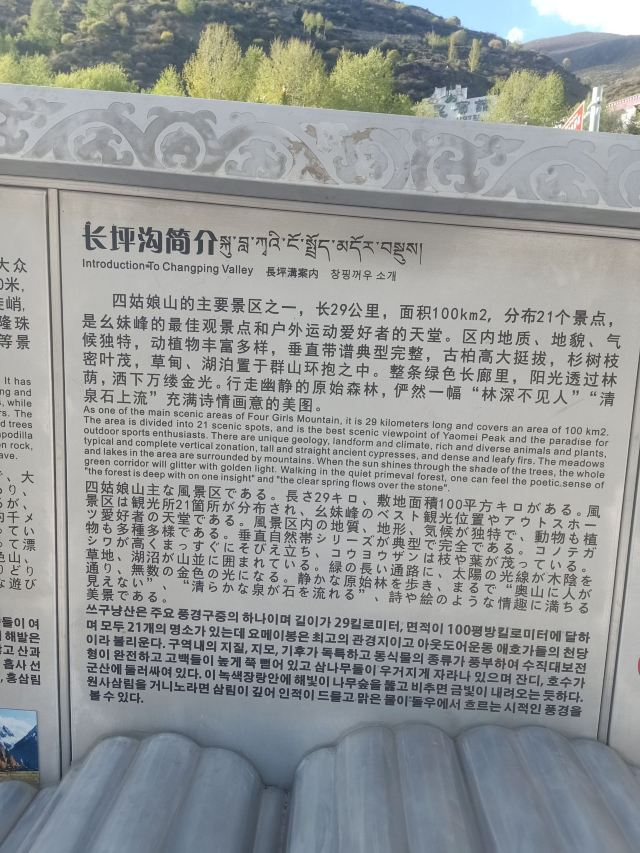 大众
0米,
走峭,
隆珠
等景
It has
ng and
, while
rs. The
d trees
apodilla
en rock,
ave.
长坪沟简介
Introduction To Changping Valley 長坪溝案内 창핑꺼우 소개
四姑娘山的主要景区之一，长29公里，面积100km2，分布21个景点，
是幺妹峰的最佳观景点和户外运动爱好者的天堂。区内地质、地貌、气
候独特，动植物丰富多样，垂直带谱典型完整，古柏高大挺拔，杉树枝
密叶茂，草甸、湖泊置于群山环抱之中。整条绿色长廊里，阳光透过林
荫，洒下万缕金光。行走幽静的原始森林，俨然一幅“林深不见人”“清
泉石上流”充满诗情画意的美图。
As one of the main scenic areas of Four Girls Mountain, it is 29 kilometers long and covers an area of 100 km2.
The area is divided into 21 scenic spots, and is the best scenic viewpoint of Yaomei Peak and the paradise for
outdoor sports enthusiasts. There are unique geology, landform and climate, rich and diverse animals and plants,
typical and complete vertical zonation, tall and straight ancient cypresses, and dense and leafy firs. The meadows
and lakes in the area are surrounded by mountains. When the sun shines through the shade of the trees, the whole
green corridor will glitter with golden light. Walking in the quiet primeval forest, one can feel the poetic sense of
"the forest is deep with on one insight" and "the clear spring flows over the stone".
四姑娘山主な風景区である。長さ29キロ、敷地面積100平方キロがある。風
景区は観光所21箇所が分布され、幺妹峰のベスト観光位置やアウトスホー
ツ愛好者の天堂である。風景区内の地質、地形、気候が独特で、動物も植
物も多種多様である。垂直自然帯シリーズが典型で完全である。コノテガ
シワが高くまっすぐにそびえ立ち、コウヨウザンは枝や葉が茂っている。
草地、湖沼が山並に囲まれている。緑の長い通路に、太陽の光線が木陰を
通り、無数の金色の光になる。静かな原始林を歩き、まるで“奥山に人が
見えない”、“清らかな泉が石を流れる”、詩や絵のような情趣に満ちる
美景である。
쓰구냥산은 주요 풍경구중의 하나이며 길이가 29킬로미터, 면적이 100평방킬로미터에 달하
며 모두 21개의 명소가 있는데 요메이봉은 최고의 관경지이고 아웃도어운동 애호가들의 천당
이라 불리운다. 구역내의 지질, 지모, 기후가 독특하고 동식물의 종류가 풍부하여 수직대보전
형이 완전하고 고백들이 높게 쭉 뻗어 있고 삼나무들이 우거지게 자라나 있으며 잔디, 호수가
군산에 둘러싸여 있다. 이 녹색장랑안에 해빛이 나무숲을 뚫고 비추면 금빛이 내려오는 듯하다.
원사삼림을 거니노라면 삼림이 깊어 인적이 드물고 맑은 물이 돌우에서 흐르는 시적인 풍경을
볼 수 있다.